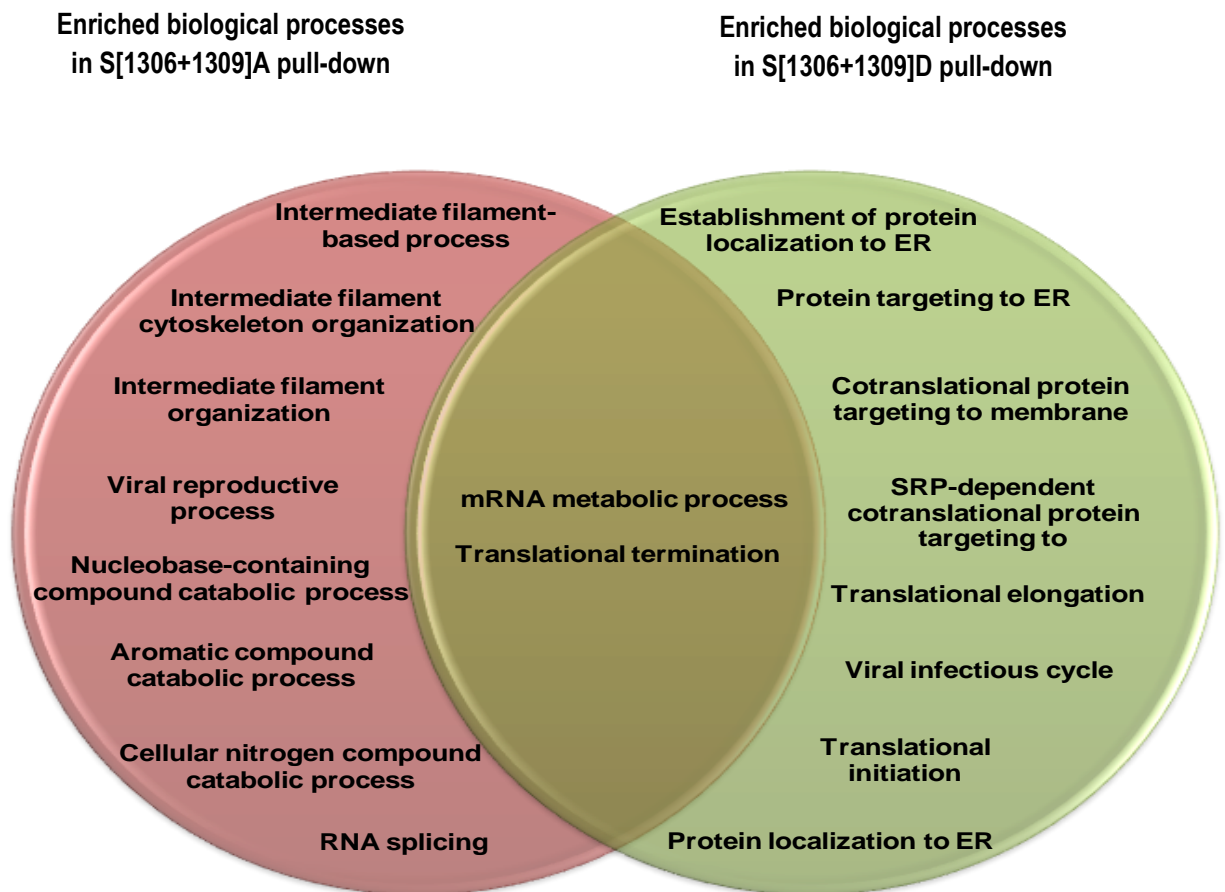 Enriched biological processes
in S[1306+1309]A pull-down
Enriched biological processes
in S[1306+1309]D pull-down
Intermediate filament-
based process
Intermediate filament
cytoskeleton organization
Intermediate filament
organization
Viral reproductive
process
Nucleobase-containing
compound catabolic process
Aromatic compound
catabolic process
Cellular nitrogen compound
catabolic process
RNA splicing
mRNA metabolic process
Translational termination
Establishment of protein
localization to ER
Protein targeting to ER
Cotranslational protein
targeting to membrane
SRP-dependent
cotranslational protein
targeting to
Translational elongation
Viral infectious cycle
Translational
initiation
Protein localization to ER